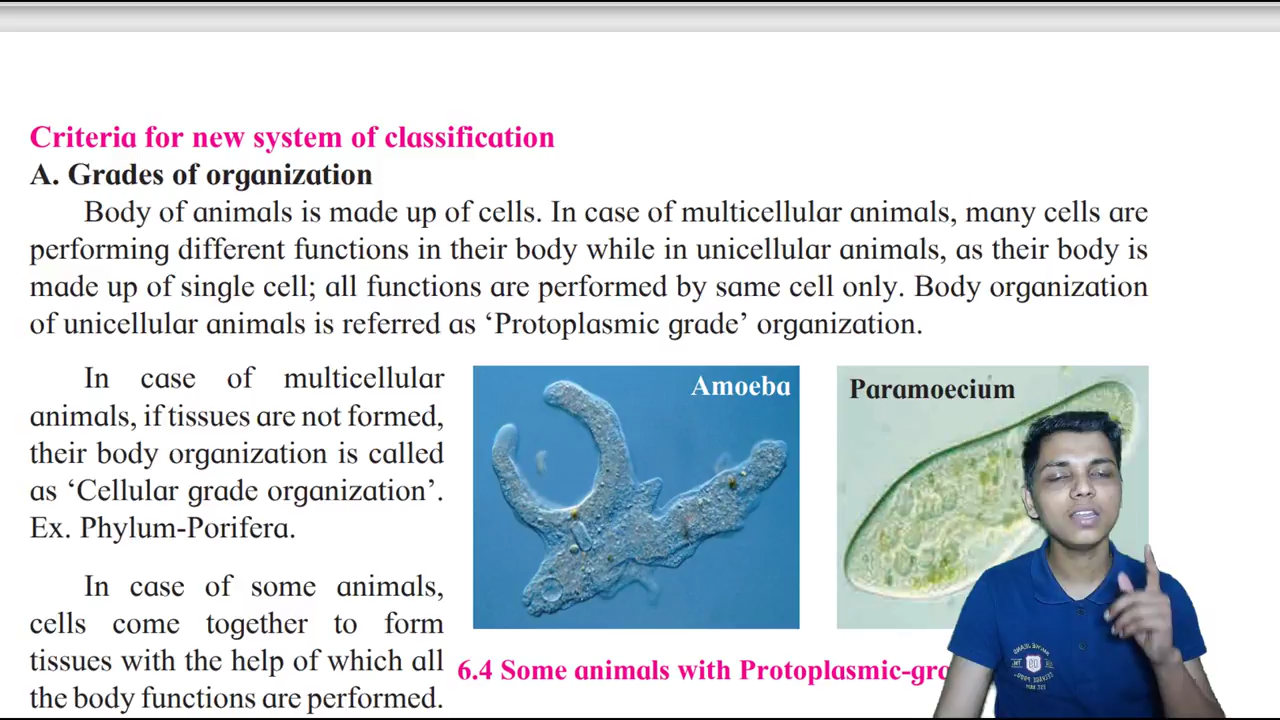 Criteria for new system of classification
A. Grades of organization
Body of animals is made up of cells. In case of multicellular animals, many cells are
performing different functions in their body while in unicellular animals, as their body is
made up of single cell; all functions are performed by same cell only. Body organization
of unicellular animals is referred as ‘Protoplasmic grade’ organization.
In case of multicellular
animals, if tissues are not formed,
their body organization is called
as ‘Cellular grade organization’.
Ex. Phylum-Porifera.
In case of some animals,
cells come together to form
tissues with the help of which all
the body functions are performed.
Amoeba
Paramoecium
6.4 Some animals with Protoplasmic-gra